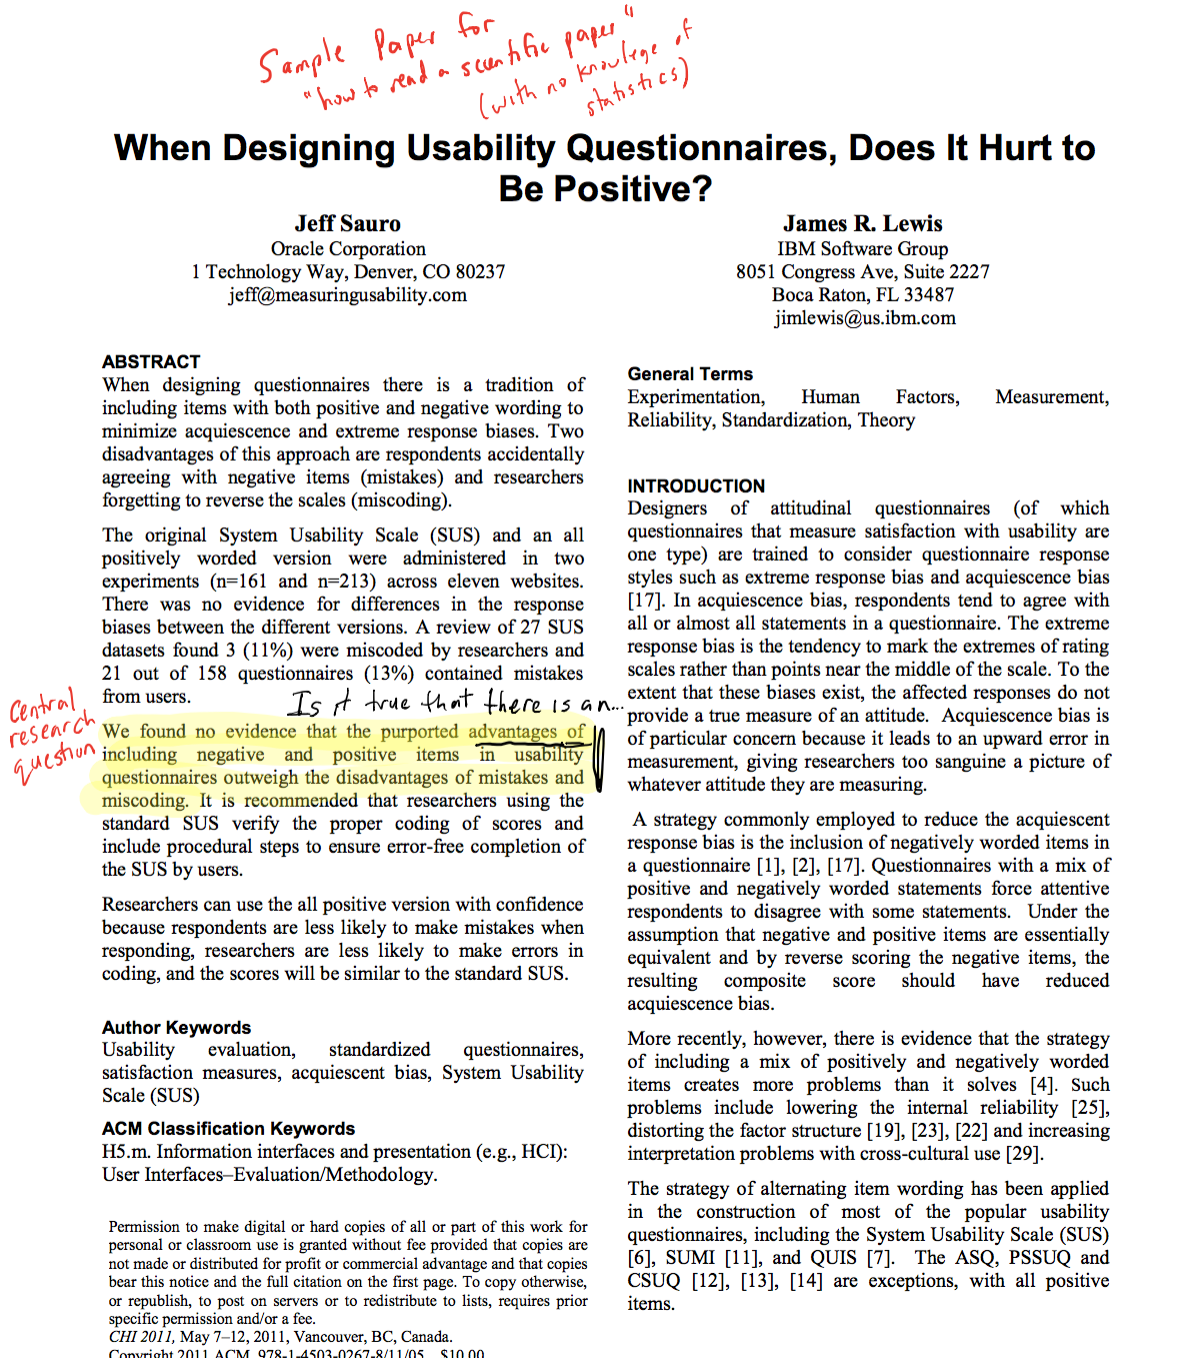 Sample Paper for
"how to read a scientific paper"
(with no knowlege of
statistics)
When Designing Usability Questionnaires, Does It Hurt to
Be Positive?
Jeff Sauro
Oracle Corporation
1 Technology Way, Denver, CO 80237
jeff@measuringusability.com
James R. Lewis
IBM Software Group
8051 Congress Ave, Suite 2227
Boca Raton, FL 33487
jimlewis@us.ibm.com
ABSTRACT
When designing questionnaires there is a tradition of
including items with both positive and negative wording to
minimize acquiescence and extreme response biases. Two
disadvantages of this approach are respondents accidentally
agreeing with negative items (mistakes) and researchers
forgetting to reverse the scales (miscoding).
The original System Usability Scale (SUS) and an all
positively worded version were administered in two
experiments (n=161 and n=213) across eleven websites.
There was no evidence for differences in the response
biases between the different versions. A review of 27 SUS
datasets found 3 (11%) were miscoded by researchers and
21 out of 158 questionnaires (13%) contained mistakes
from users.
Is it true that there is an...
Central
research
question
We found no evidence that the purported advantages of
including negative and positive items in usability
questionnaires outweigh the disadvantages of mistakes and
miscoding. It is recommended that researchers using the
standard SUS verify the proper coding of scores and
include procedural steps to ensure error-free completion of
the SUS by users.
Researchers can use the all positive version with confidence
because respondents are less likely to make mistakes when
responding, researchers are less likely to make errors in
coding, and the scores will be similar to the standard SUS.
Author Keywords
Usability evaluation, standardized questionnaires,
satisfaction measures, acquiescent bias, System Usability
Scale (SUS)
ACM Classification Keywords
H5.m. Information interfaces and presentation (e.g., HCI):
User Interfaces–Evaluation/Methodology.
Permission to make digital or hard copies of all or part of this work for
personal or classroom use is granted without fee provided that copies are
not made or distributed for profit or commercial advantage and that copies
bear this notice and the full citation on the first page. To copy otherwise,
or republish, to post on servers or to redistribute to lists, requires prior
specific permission and/or a fee.
CHI 2011, May 7–12, 2011, Vancouver, BC, Canada.
Copyright 2011 ACM 978-1-4503-0267-8/11/05....$10.00.
General Terms
Experimentation, Human Factors, Measurement,
Reliability, Standardization, Theory
INTRODUCTION
Designers of attitudinal questionnaires (of which
questionnaires that measure satisfaction with usability are
one type) are trained to consider questionnaire response
styles such as extreme response bias and acquiescence bias
[17]. In acquiescence bias, respondents tend to agree with
all or almost all statements in a questionnaire. The extreme
response bias is the tendency to mark the extremes of rating
scales rather than points near the middle of the scale. To the
extent that these biases exist, the affected responses do not
provide a true measure of an attitude. Acquiescence bias is
of particular concern because it leads to an upward error in
measurement, giving researchers too sanguine a picture of
whatever attitude they are measuring.
A strategy commonly employed to reduce the acquiescent
response bias is the inclusion of negatively worded items in
a questionnaire [1], [2], [17]. Questionnaires with a mix of
positive and negatively worded statements force attentive
respondents to disagree with some statements. Under the
assumption that negative and positive items are essentially
equivalent and by reverse scoring the negative items, the
resulting composite score should have reduced
acquiescence bias.
More recently, however, there is evidence that the strategy
of including a mix of positively and negatively worded
items creates more problems than it solves [4]. Such
problems include lowering the internal reliability [25],
distorting the factor structure [19], [23], [22] and increasing
interpretation problems with cross-cultural use [29].
The strategy of alternating item wording has been applied
in the construction of most of the popular usability
questionnaires, including the System Usability Scale (SUS)
[6], SUMI [11], and QUIS [7]. The ASQ, PSSUQ and
CSUQ [12], [13], [14] are exceptions, with all positive
items.